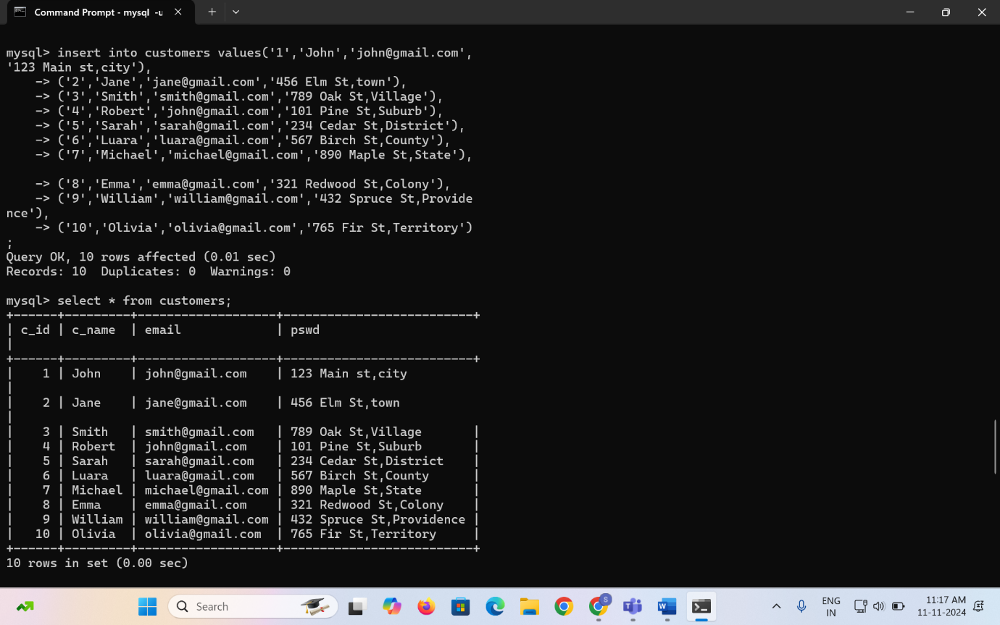 Command Prompt - mysql -u
mysql> insert into customers values('1','John','john@gmail.com',
'123 Main st,city'),
    -> ('2','Jane','jane@gmail.com','456 Elm St,town'),
    -> ('3','Smith','smith@gmail.com','789 Oak St,Village'),
    -> ('4','Robert','john@gmail.com','101 Pine St,Suburb'),
    -> ('5','Sarah','sarah@gmail.com','234 Cedar St,District'),
    -> ('6','Luara','luara@gmail.com','567 Birch St,County'),
    -> ('7','Michael','michael@gmail.com','890 Maple St,State'),
    -> ('8','Emma','emma@gmail.com','321 Redwood St,Colony'),
    -> ('9','William','william@gmail.com','432 Spruce St,Provide
nce'),
    -> ('10','Olivia','olivia@gmail.com','765 Fir St,Territory')
;
Query OK, 10 rows affected (0.01 sec)
Records: 10  Duplicates: 0  Warnings: 0
mysql> select * from customers;
+------+---------+-------------------+--------------------------+
| c_id | c_name  | email             | pswd
|
+------+---------+-------------------+--------------------------+
|    1 | John    | john@gmail.com    | 123 Main st,city
|
|    2 | Jane    | jane@gmail.com    | 456 Elm St,town
|
|    3 | Smith   | smith@gmail.com   | 789 Oak St,Village       |
|    4 | Robert  | john@gmail.com    | 101 Pine St,Suburb       |
|    5 | Sarah   | sarah@gmail.com   | 234 Cedar St,District    |
|    6 | Luara   | luara@gmail.com   | 567 Birch St,County      |
|    7 | Michael | michael@gmail.com | 890 Maple St,State       |
|    8 | Emma    | emma@gmail.com    | 321 Redwood St,Colony    |
|    9 | William | william@gmail.com | 432 Spruce St,Providence |
|   10 | Olivia  | olivia@gmail.com  | 765 Fir St,Territory     |
+------+---------+-------------------+--------------------------+
10 rows in set (0.00 sec)
Search
S
W
ENG
IN
11:17 AM
11-11-2024